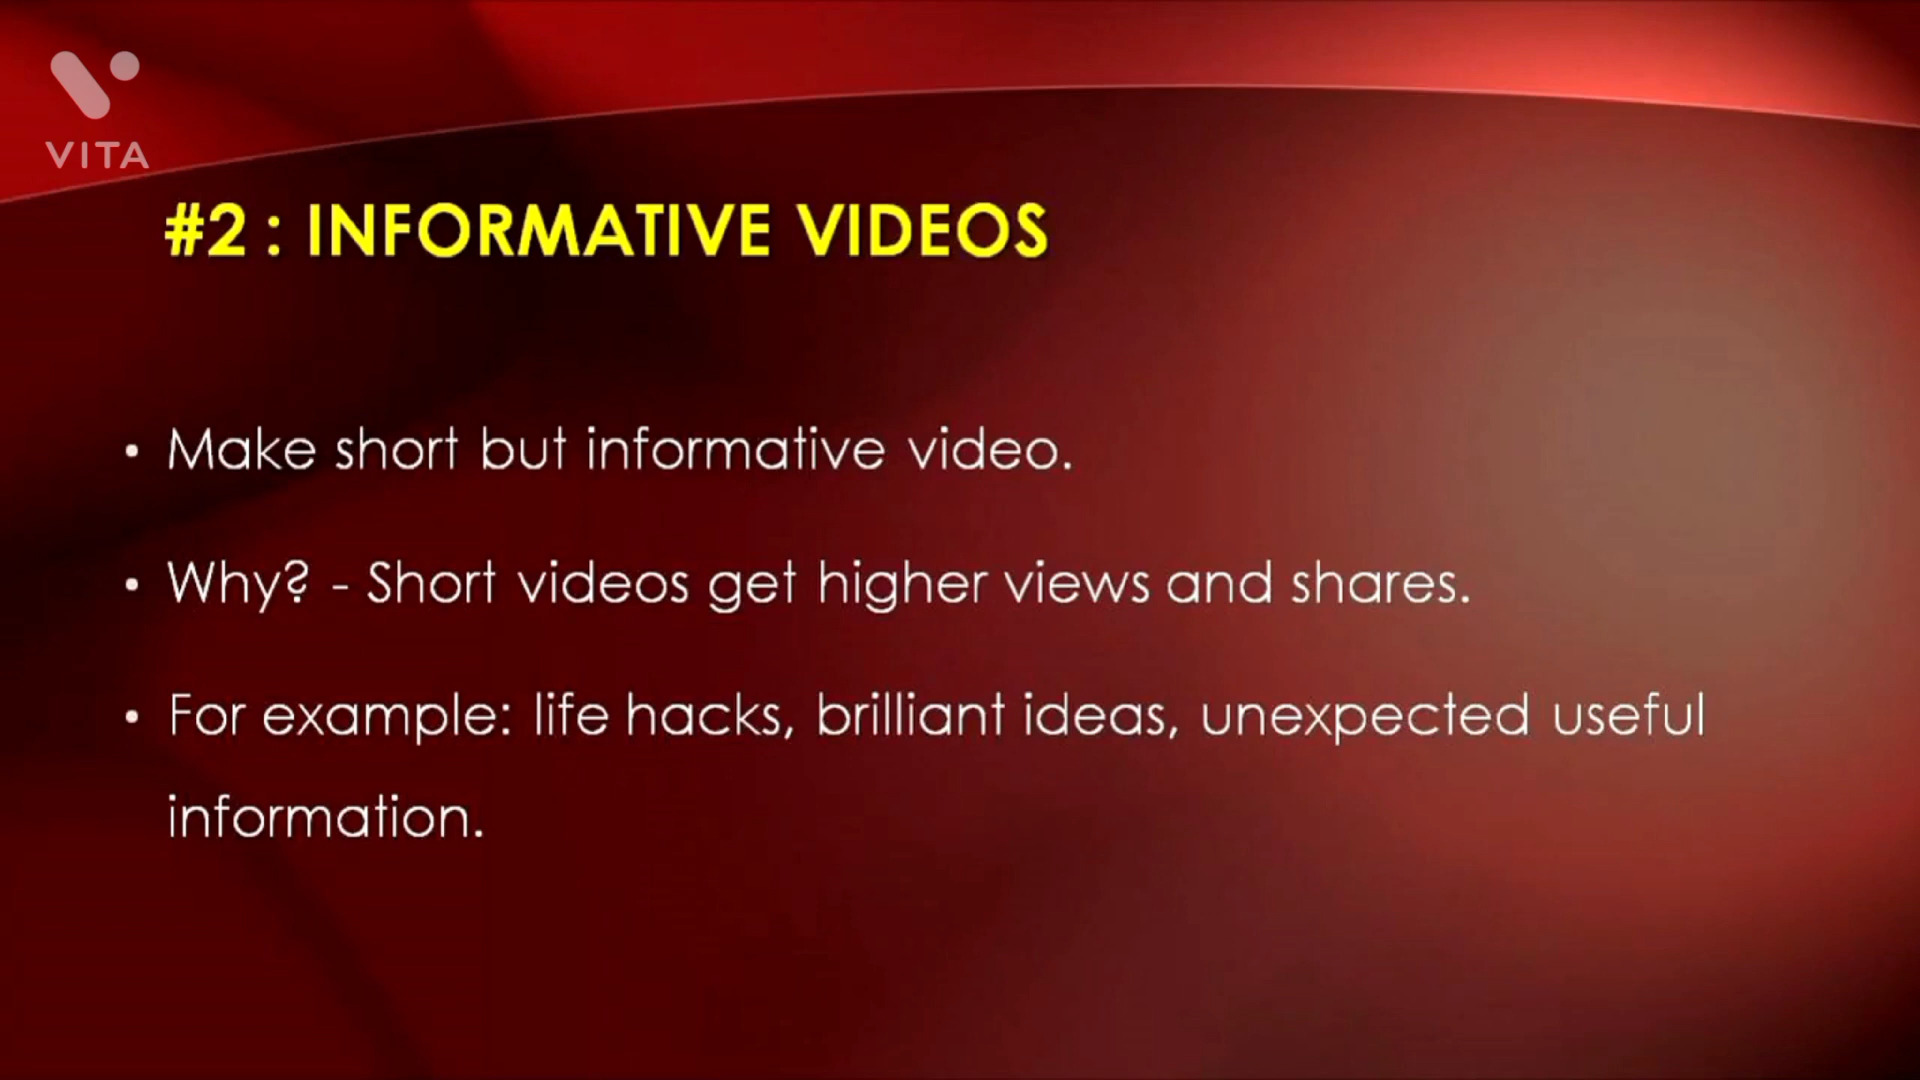 VITA
#2 : INFORMATIVE VIDEOS
• Make short but informative video.
• Why? - Short videos get higher views and shares.
• For example: life hacks, brilliant ideas, unexpected useful
information.